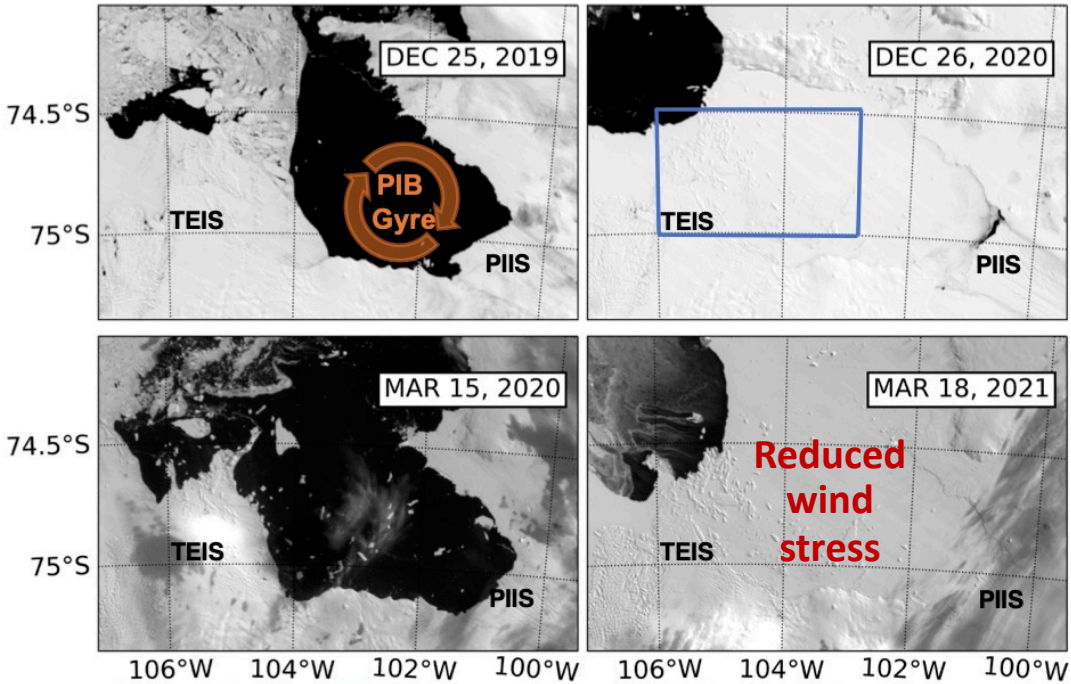 DEC 25, 2019
DEC 26, 2020
74.5°S
PIB
Gyre
TEIS
TEIS
75°S
PIIS
PIIS
MAR 15, 2020
MAR 18, 2021
74.5°S
Reduced
wind
stress
TEIS
TEIS
75°S
PIIS
PIIS
106°W 104°W 102°W 100°W 106°W 104°W 102°W 100°W